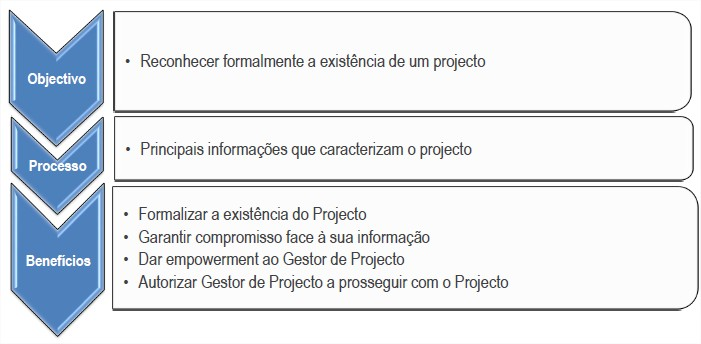 Objectivo
• Reconhecer formalmente a existência de um projecto
Processo
• Principais informações que caracterizam o projecto
Benefícios
• Formalizar a existência do Projecto
• Garantir compromisso face à sua informação
• Dar empowerment ao Gestor de Projecto
• Autorizar Gestor de Projecto a prosseguir com o Projecto